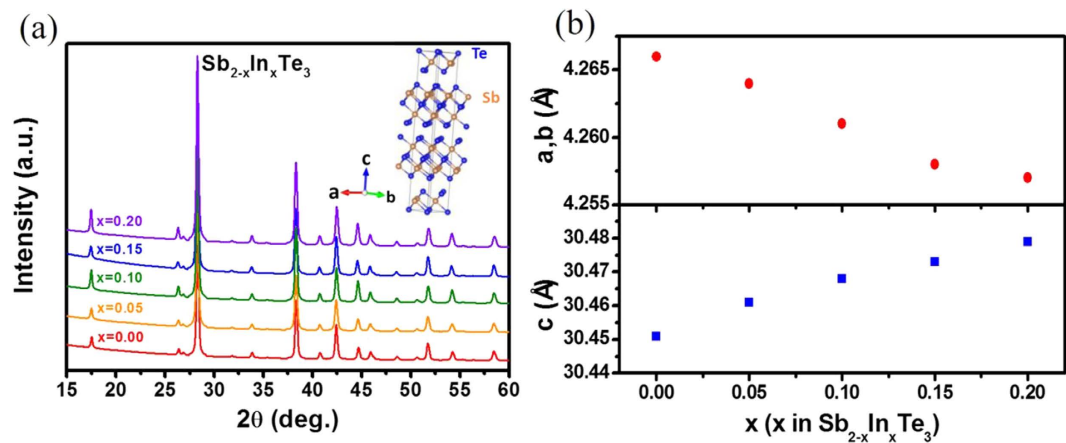 (a)
Intensity (a.u.)
Sb₂₋ₓInₓTe₃
Te
Sb
c
a
b
x=0.20
x=0.15
x=0.10
x=0.05
x=0.00
15 20 25 30 35 40 45 50 55 60
2θ (deg.)
(b)
a,b (Å)
4.265
4.260
4.255
c (Å)
30.48
30.47
30.46
30.45
30.44
0.00 0.05 0.10 0.15 0.20
x (x in Sb₂₋ₓInₓTe₃)